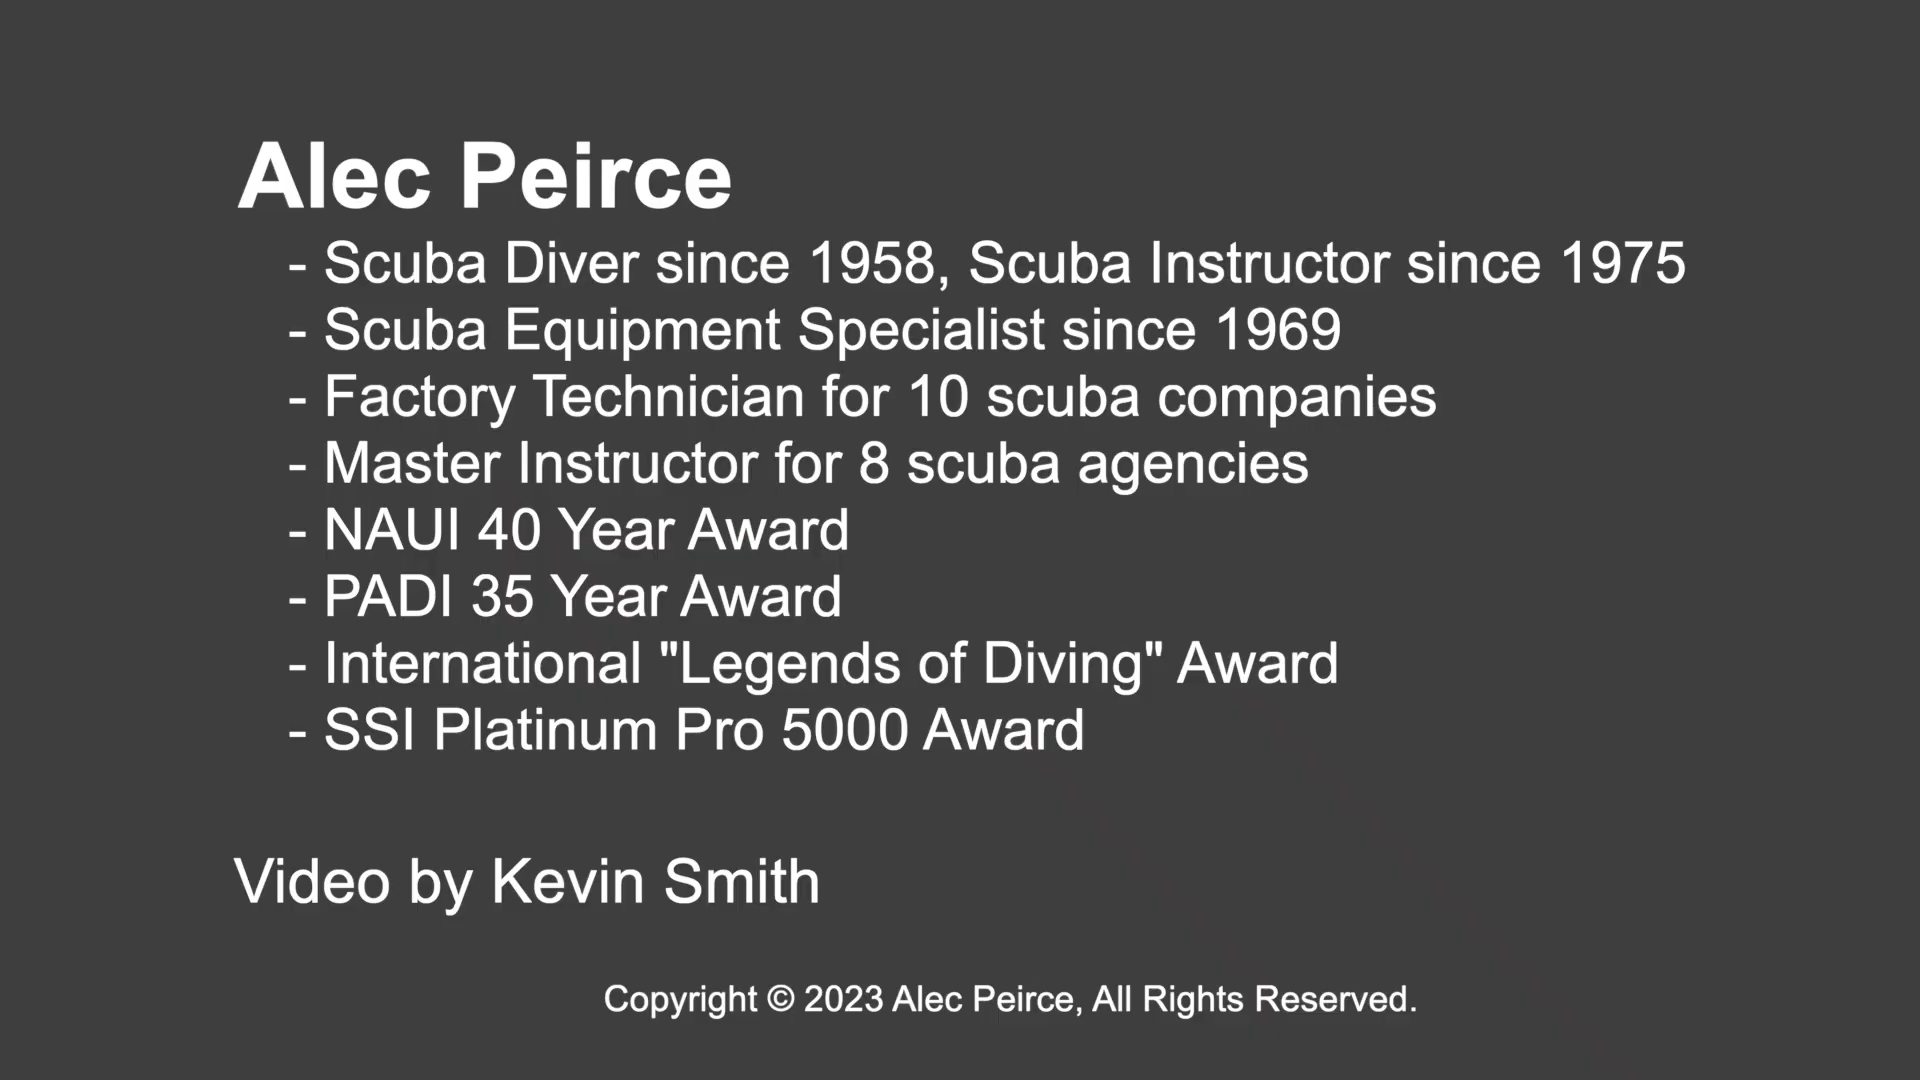 Alec Peirce
- Scuba Diver since 1958, Scuba Instructor since 1975
- Scuba Equipment Specialist since 1969
- Factory Technician for 10 scuba companies
- Master Instructor for 8 scuba agencies
- NAUI 40 Year Award
- PADI 35 Year Award
- International "Legends of Diving" Award
- SSI Platinum Pro 5000 Award
Video by Kevin Smith
Copyright © 2023 Alec Peirce, All Rights Reserved.